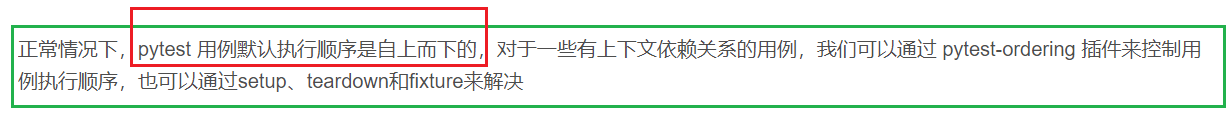 正常情况下，pytest 用例默认执行顺序是自上而下的，对于一些有上下文依赖关系的用例，我们可以通过 pytest-ordering 插件来控制用
例执行顺序，也可以通过setup、teardown和fixture来解决